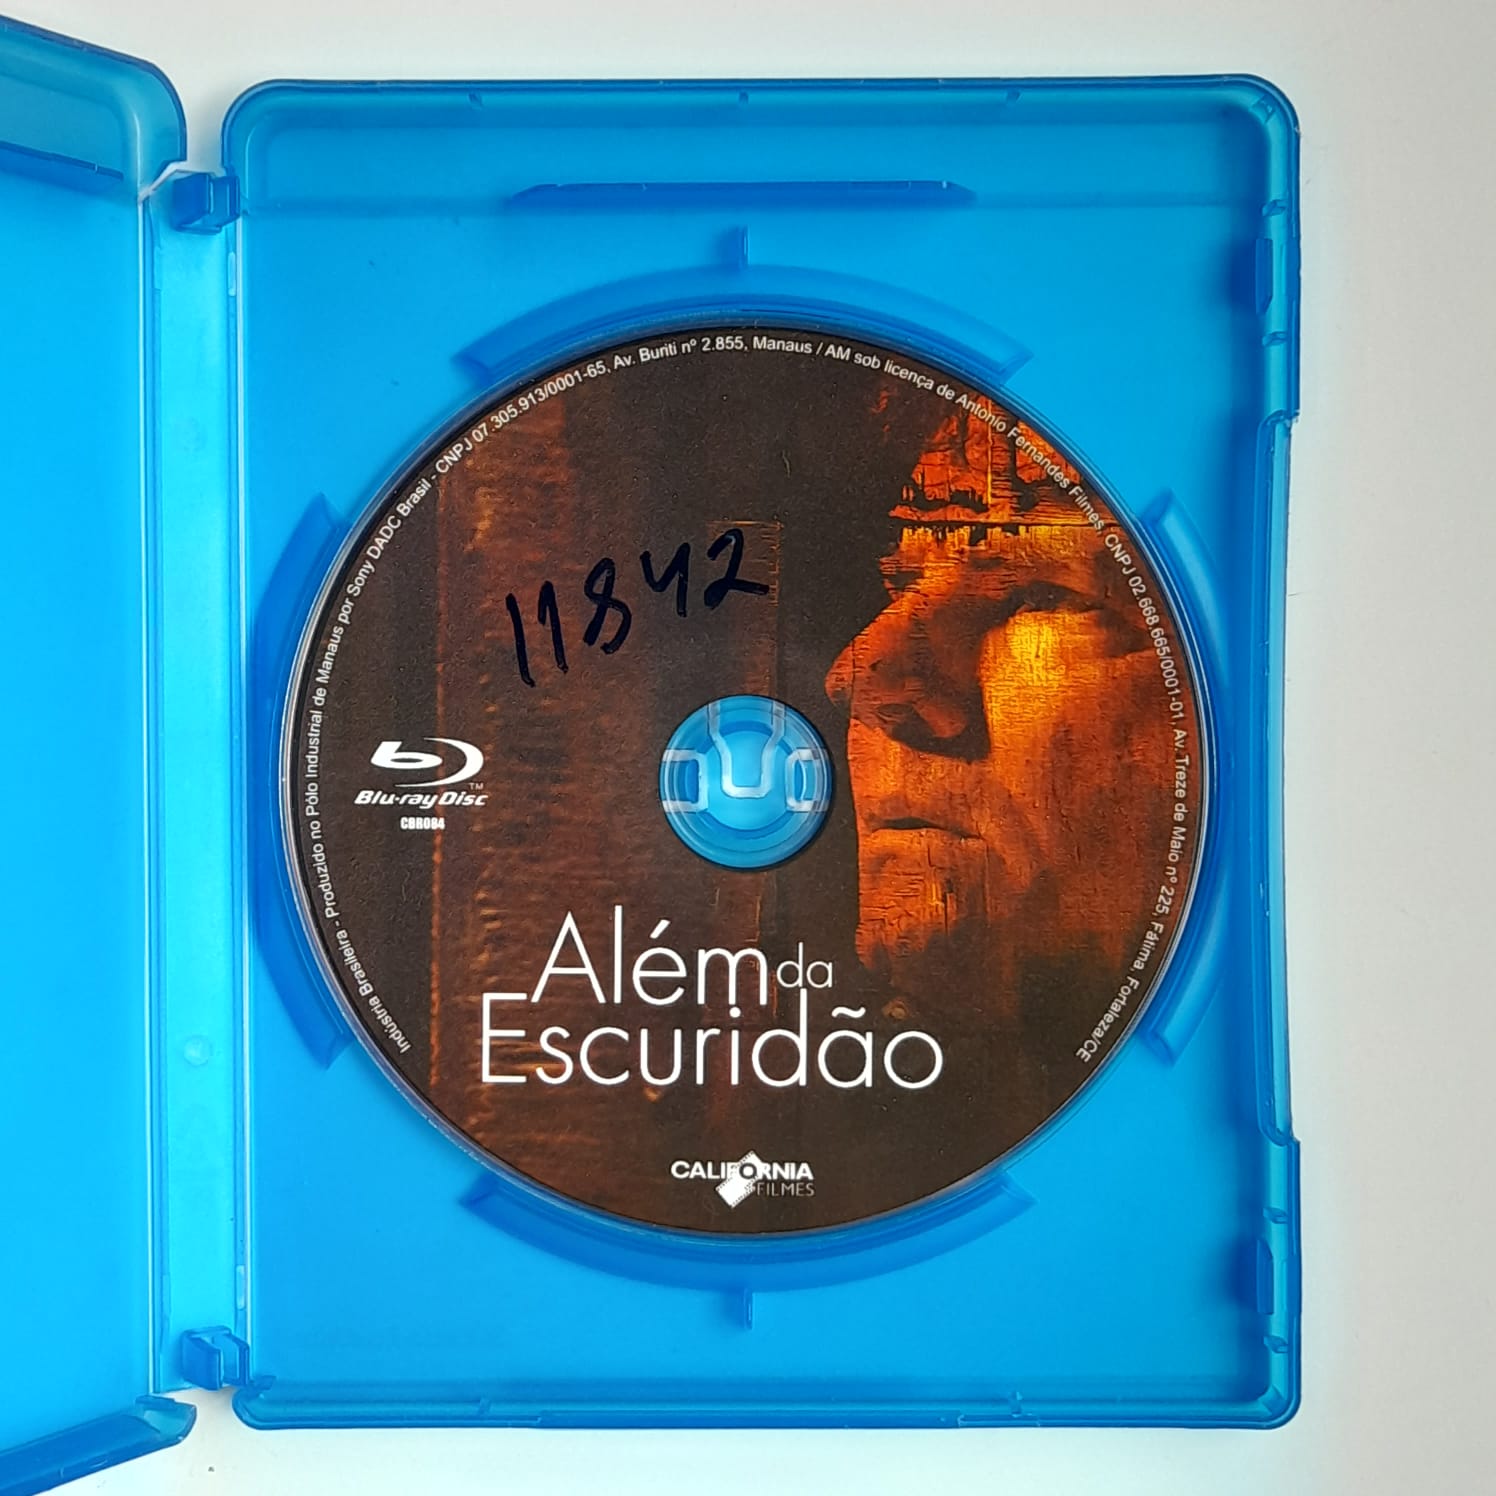 Indústria Brasileira - Produzido no Pólo Industrial de Manaus por Sony DADC Brasil - CNPJ 07.305.913/0001-65, Av. Buriti nº 2.855, Manaus / AM sob licença de Antonio Fernandes Filmes, CNPJ 02.668.665/0001-01, Av. Treze de Maio nº 225, Fátima, Fortaleza/CE
11842
Blu-ray Disc™
CBR084
Além da
Escuridão
CALIFORNIA
FILMES